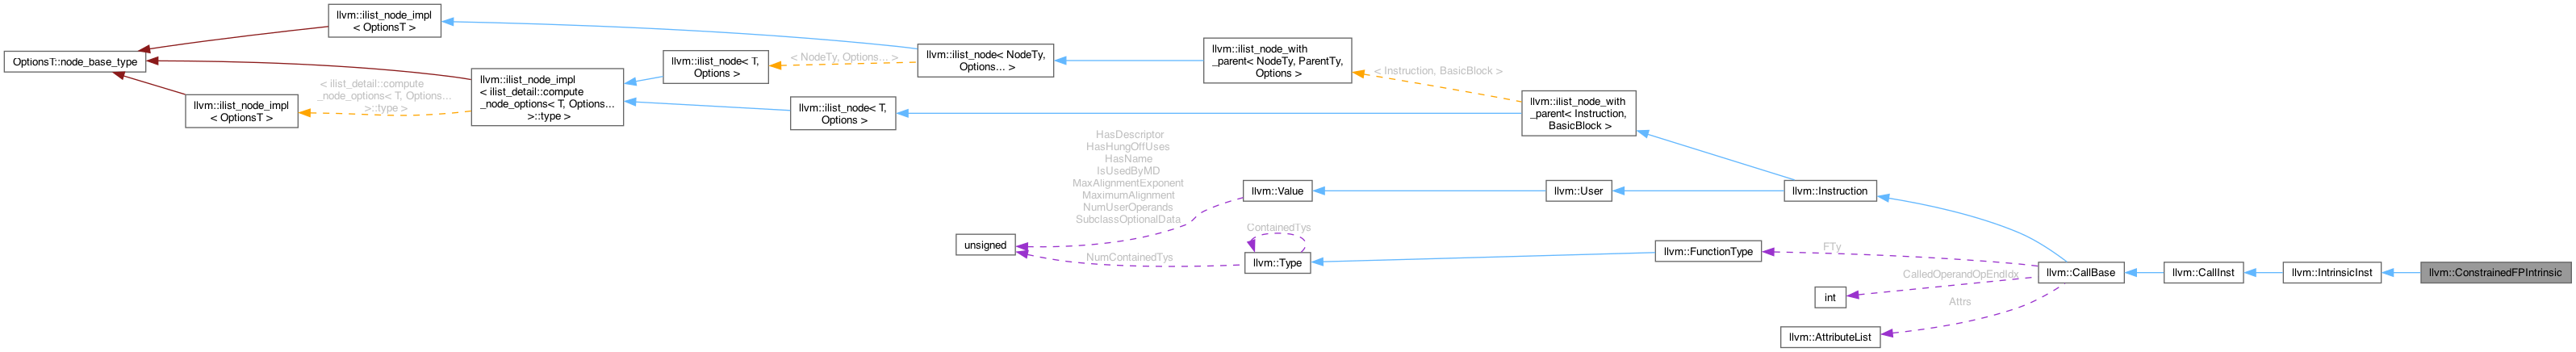 llvm::ilist_node_impl
< OptionsT >
OptionsT::node_base_type
llvm::ilist_node_impl
< OptionsT >
< ilist_detail::compute
_node_options< T, Options...
>::type >
llvm::ilist_node_impl
< ilist_detail::compute
_node_options< T, Options...
>::type >
llvm::ilist_node< T,
Options >
< NodeTy, Options... >
llvm::ilist_node< T,
Options >
llvm::ilist_node< NodeTy,
Options... >
llvm::ilist_node_with
_parent< NodeTy, ParentTy,
Options >
< Instruction, BasicBlock >
llvm::ilist_node_with
_parent< Instruction,
BasicBlock >
HasDescriptor
HasHungOffUses
HasName
IsUsedByMD
MaxAlignmentExponent
MaximumAlignment
NumUserOperands
SubclassOptionalData
unsigned
llvm::Value
llvm::User
llvm::Instruction
ContainedTys
NumContainedTys
llvm::Type
llvm::FunctionType
FTy
CalledOperandOpEndIdx
int
Attrs
llvm::AttributeList
llvm::CallBase
llvm::CallInst
llvm::IntrinsicInst
llvm::ConstrainedFPIntrinsic